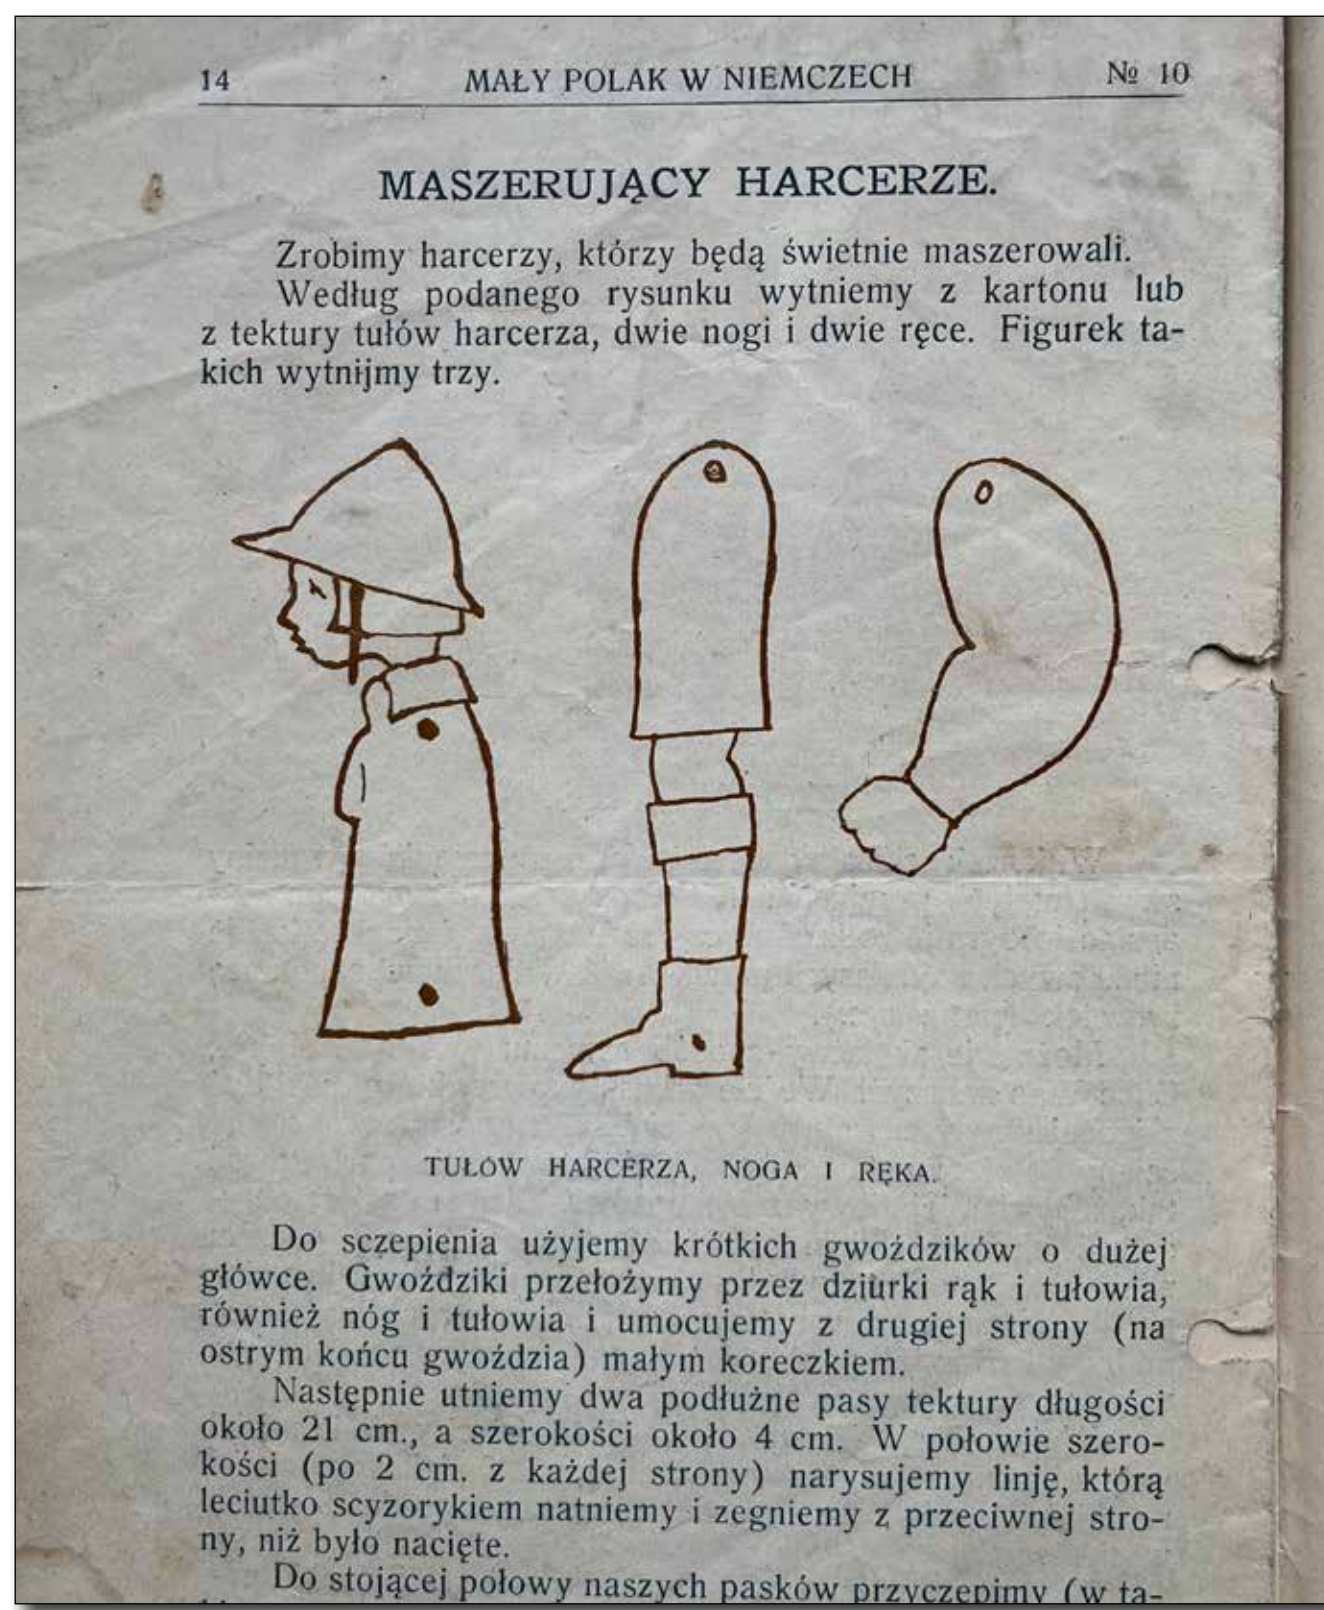 14 MAŁY POLAK W NIEMCZECH № 10
MASZERUJĄCY HARCERZE.
Zrobimy harcerzy, którzy będą świetnie maszerowali.
Według podanego rysunku wytniemy z kartonu lub
z tektury tułów harcerza, dwie nogi i dwie ręce. Figurek ta-
kich wytnijmy trzy.
TUŁÓW HARCERZA, NOGA I RĘKA.
Do sczepienia użyjemy krótkich gwoździków o dużej
główce. Gwoździki przełożymy przez dziurki rąk i tułowia,
również nóg i tułowia i umocujemy z drugiej strony (na
ostrym końcu gwoździa) małym koreczkiem.
Następnie utniemy dwa podłużne pasy tektury długości
około 21 cm., a szerokości około 4 cm. W połowie szero-
kości (po 2 cm. z każdej strony) narysujemy linję, którą
leciutko scyzorykiem natniemy i zegniemy z przeciwnej stro-
ny, niż było nacięte.
Do stojącej połowy naszych pasków przyczepimy (w ta-